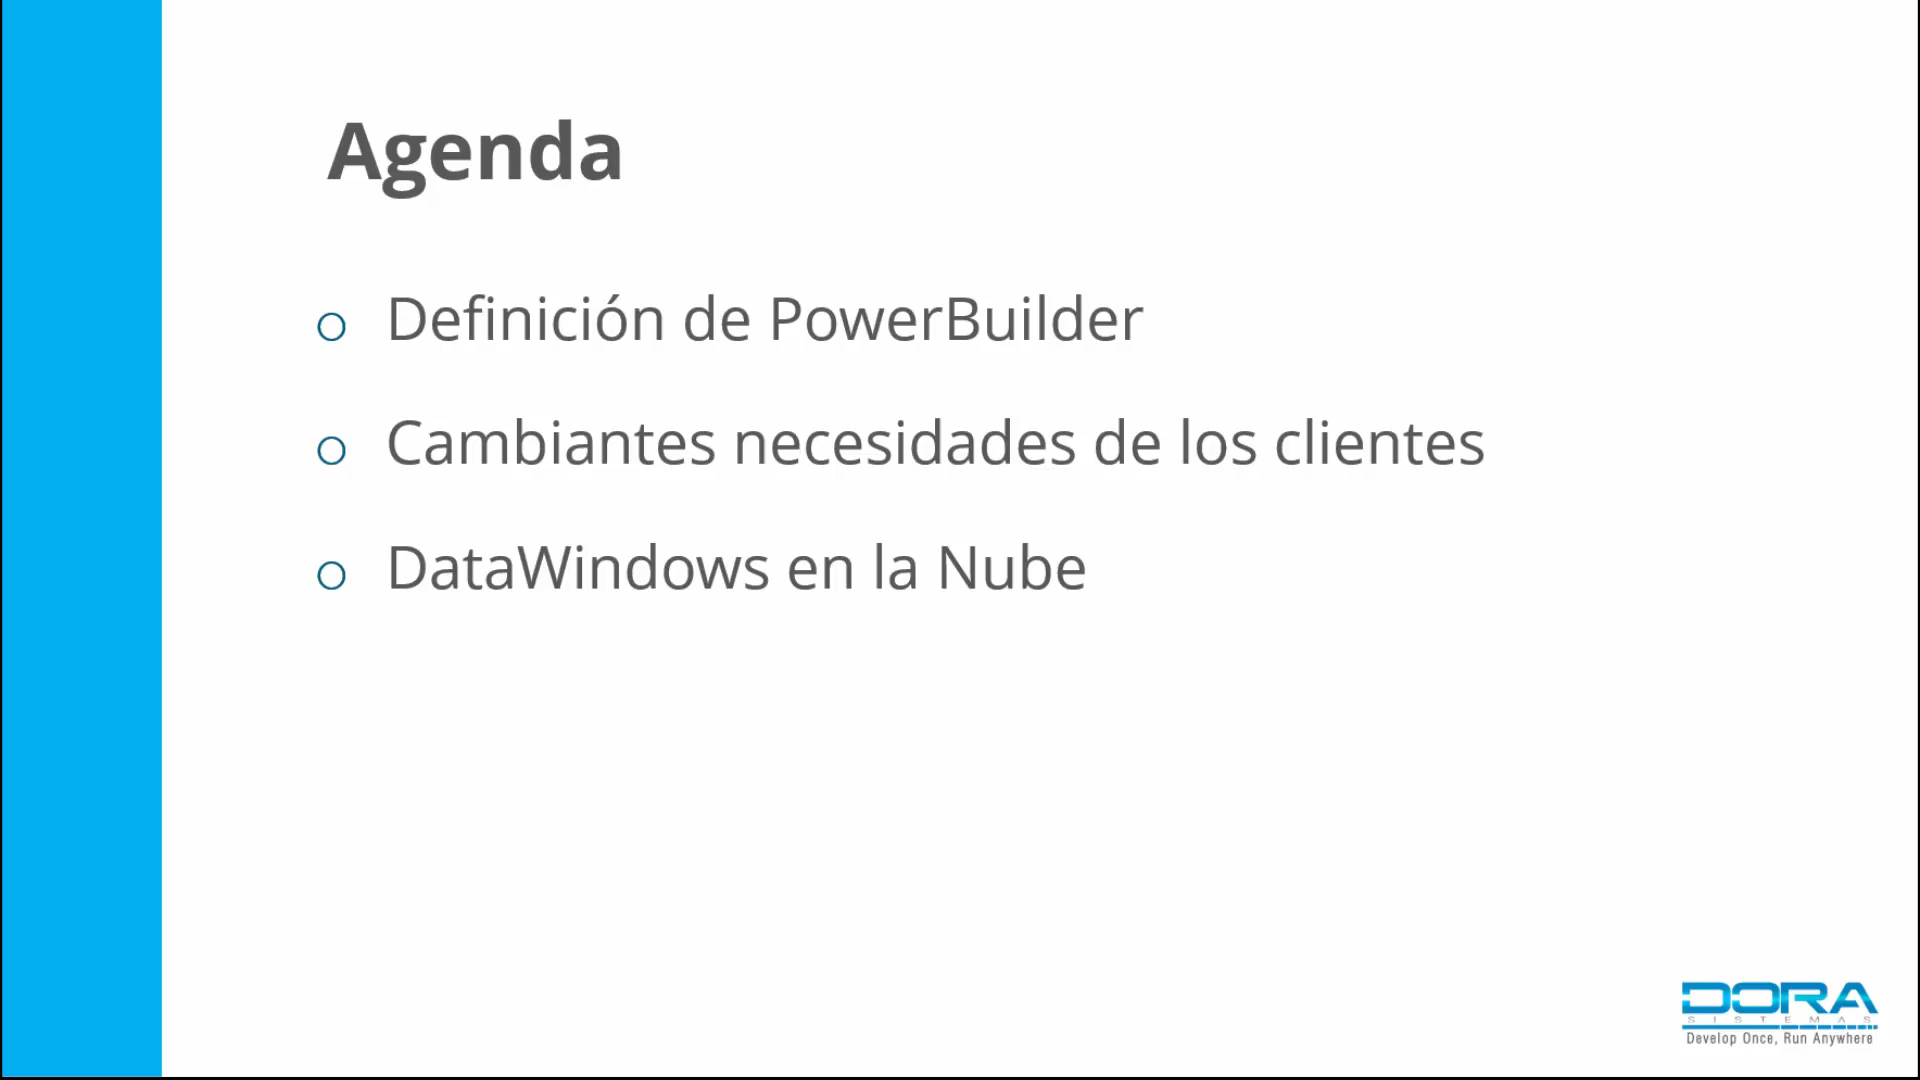 Agenda
Definición de PowerBuilder
Cambiantes necesidades de los clientes
DataWindows en la Nube
DORA
SISTEMAS
Develop Once, Run Anywhere